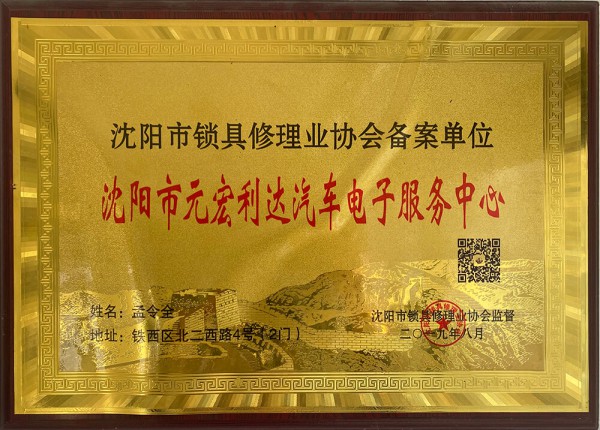 沈阳市锁具修理业协会备案单位
沈阳市元宏利达汽车电子服务中心
姓名：孟令全
地址：铁西区北二西路4号（2门）
沈阳市锁具修理业协会监督
二〇一九年八月